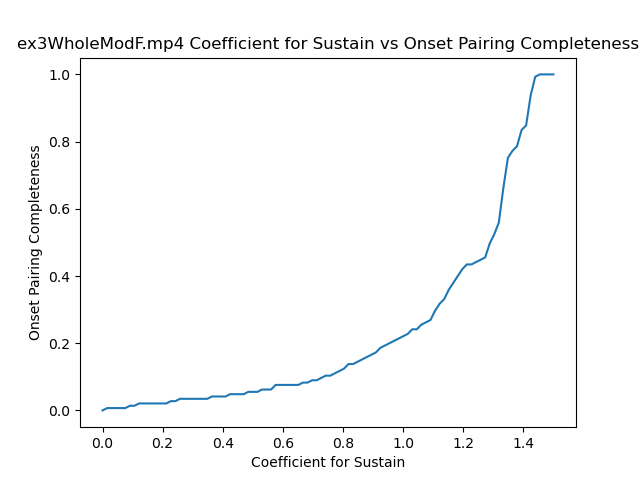 ex3WholeModF.mp4 Coefficient for Sustain vs Onset Pairing Completeness
1.0
0.8
0.6
0.4
0.2
0.0
Onset Pairing Completeness
0.0 0.2 0.4 0.6 0.8 1.0 1.2 1.4
Coefficient for Sustain